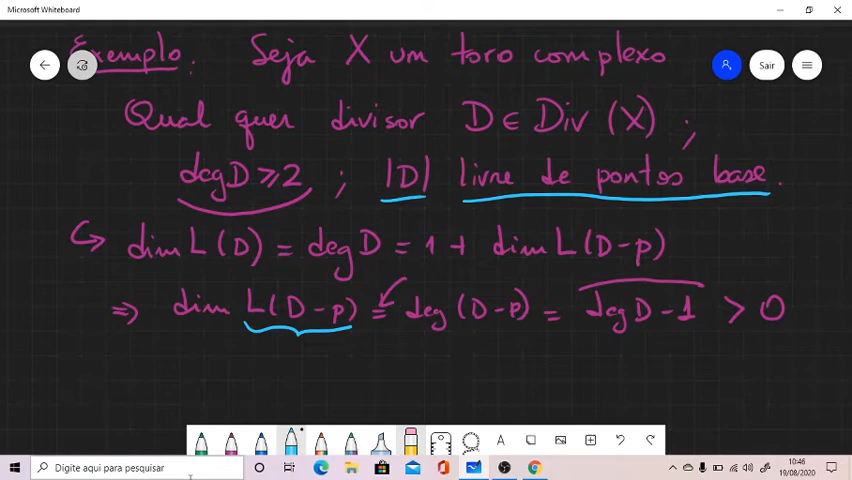 Microsoft Whiteboard
Exemplo. Seja X um toro complexo
Sair
Qualquer divisor D ∈ Div (X) ;
deg D ≥ 2 ; |D| livre de pontos base.
↪ dim L(D) = deg D = 1 + dim L(D-p)
⇒ dim L(D-p) = deg (D-p) = deg D - 1 > 0
A
Digite aqui para pesquisar
10:46
19/08/2020